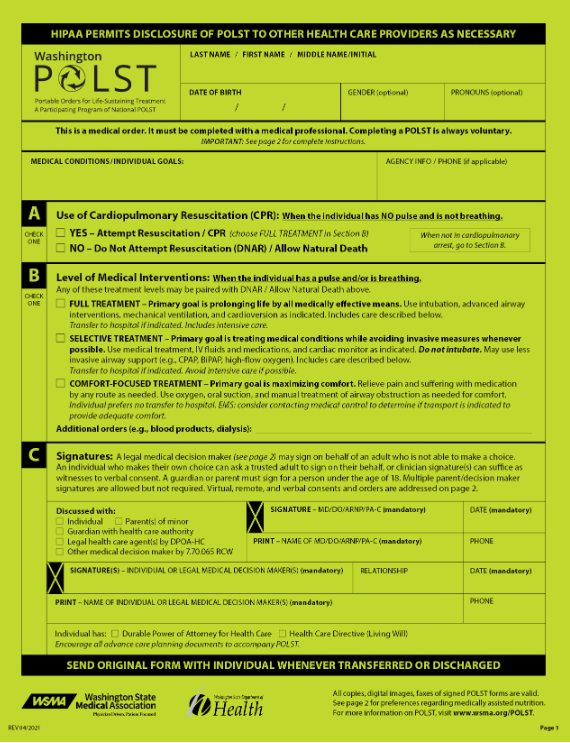 HIPAA PERMITS DISCLOSURE OF POLST TO OTHER HEALTH CARE PROVIDERS AS NECESSARY
Washington
POLST
Portable Orders for Life-Sustaining Treatment
A Participating Program of National POLST
LAST NAME / FIRST NAME / MIDDLE NAME/INITIAL
DATE OF BIRTH
/ /
GENDER (optional)
PRONOUNS (optional)
This is a medical order. It must be completed with a medical professional. Completing a POLST is always voluntary.
IMPORTANT: See page 2 for complete instructions.
MEDICAL CONDITIONS/INDIVIDUAL GOALS:
AGENCY INFO / PHONE (if applicable)
A
CHECK
ONE
Use of Cardiopulmonary Resuscitation (CPR): When the individual has NO pulse and is not breathing.
YES – Attempt Resuscitation / CPR (choose FULL TREATMENT in Section B)
NO – Do Not Attempt Resuscitation (DNAR) / Allow Natural Death
When not in cardiopulmonary
arrest, go to Section B.
B
CHECK
ONE
Level of Medical Interventions: When the individual has a pulse and/or is breathing.
Any of these treatment levels may be paired with DNAR / Allow Natural Death above.
FULL TREATMENT – Primary goal is prolonging life by all medically effective means. Use intubation, advanced airway
interventions, mechanical ventilation, and cardioversion as indicated. Includes care described below.
Transfer to hospital if indicated. Includes intensive care.
SELECTIVE TREATMENT – Primary goal is treating medical conditions while avoiding invasive measures whenever
possible. Use medical treatment, IV fluids and medications, and cardiac monitor as indicated. Do not intubate. May use less
invasive airway support (e.g., CPAP, BiPAP, high-flow oxygen). Includes care described below.
Transfer to hospital if indicated. Avoid intensive care if possible.
COMFORT-FOCUSED TREATMENT – Primary goal is maximizing comfort. Relieve pain and suffering with medication
by any route as needed. Use oxygen, oral suction, and manual treatment of airway obstruction as needed for comfort.
Individual prefers no transfer to hospital. EMS: consider contacting medical control to determine if transport is indicated to
provide adequate comfort.
Additional orders (e.g., blood products, dialysis):
C
Signatures: A legal medical decision maker (see page 2) may sign on behalf of an adult who is not able to make a choice.
An individual who makes their own choice can ask a trusted adult to sign on their behalf, or clinician signature(s) can suffice as
witnesses to verbal consent. A guardian or parent must sign for a person under the age of 18. Multiple parent/decision maker
signatures are allowed but not required. Virtual, remote, and verbal consents and orders are addressed on page 2.
Discussed with:
Individual Parent(s) of minor
Guardian with health care authority
Legal health care agent(s) by DPOA-HC
Other medical decision maker by 7.70.065 RCW
X
SIGNATURE – MD/DO/ARNP/PA-C (mandatory)
DATE (mandatory)
PRINT – NAME OF MD/DO/ARNP/PA-C (mandatory)
PHONE
X
SIGNATURE(S) – INDIVIDUAL OR LEGAL MEDICAL DECISION MAKER(S) (mandatory)
RELATIONSHIP
DATE (mandatory)
PRINT – NAME OF INDIVIDUAL OR LEGAL MEDICAL DECISION MAKER(S) (mandatory)
PHONE
Individual has: Durable Power of Attorney for Health Care Health Care Directive (Living Will)
Encourage all advance care planning documents to accompany POLST.
SEND ORIGINAL FORM WITH INDIVIDUAL WHENEVER TRANSFERRED OR DISCHARGED
WSMA
Washington State
Medical Association
Physician Driven, Patient Focused
Washington State Department of
Health
All copies, digital images, faxes of signed POLST forms are valid.
See page 2 for preferences regarding medically assisted nutrition.
For more information on POLST, visit www.wsma.org/POLST.
REV 04/2021
Page 1